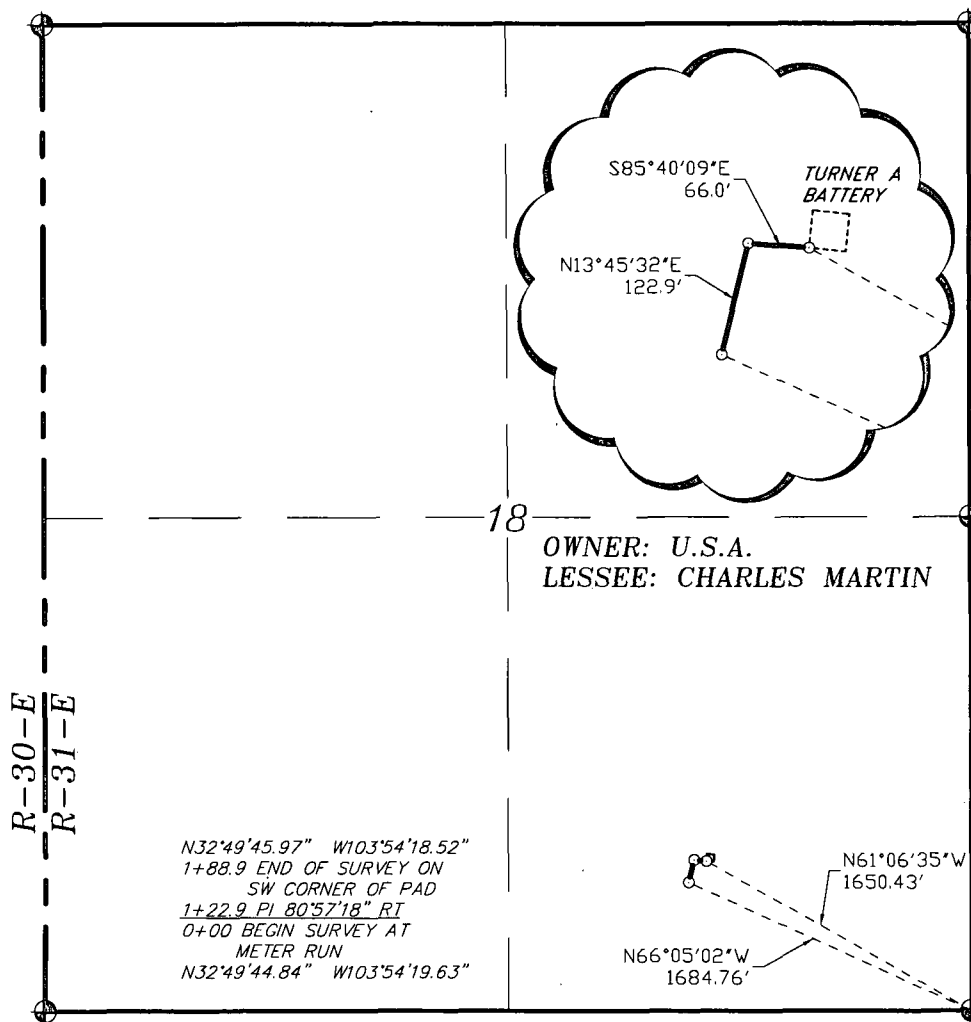 S85°40'09"E
66.0'
TURNER A
BATTERY
N13°45'32"E
122.9'
18
OWNER: U.S.A.
LESSEE: CHARLES MARTIN
R-30-E
R-31-E
N32°49'45.97" W103°54'18.52"
1+88.9 END OF SURVEY ON
SW CORNER OF PAD
1+22.9 PI 80°57'18" RT
0+00 BEGIN SURVEY AT
METER RUN
N32°49'44.84" W103°54'19.63"
N61°06'35"W
1650.43'
N66°05'02"W
1684.76'